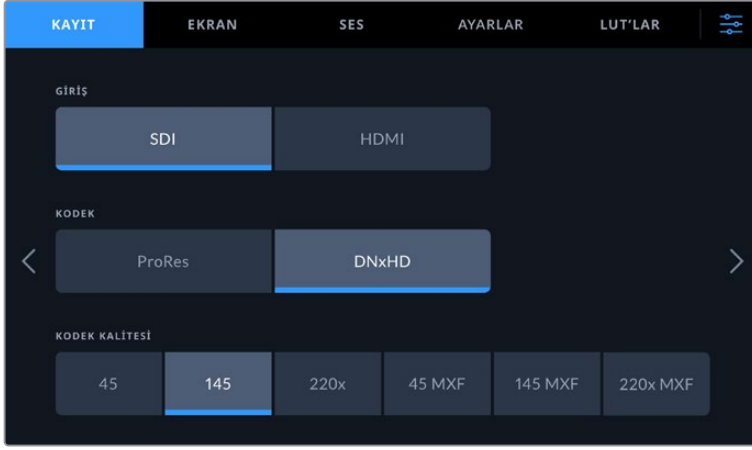 KAYIT EKRAN SES AYARLAR LUT'LAR
GİRİŞ
SDI HDMI
KODEK
ProRes DNxHD
KODEK KALİTESİ
45 145 220x 45 MXF 145 MXF 220x MXF